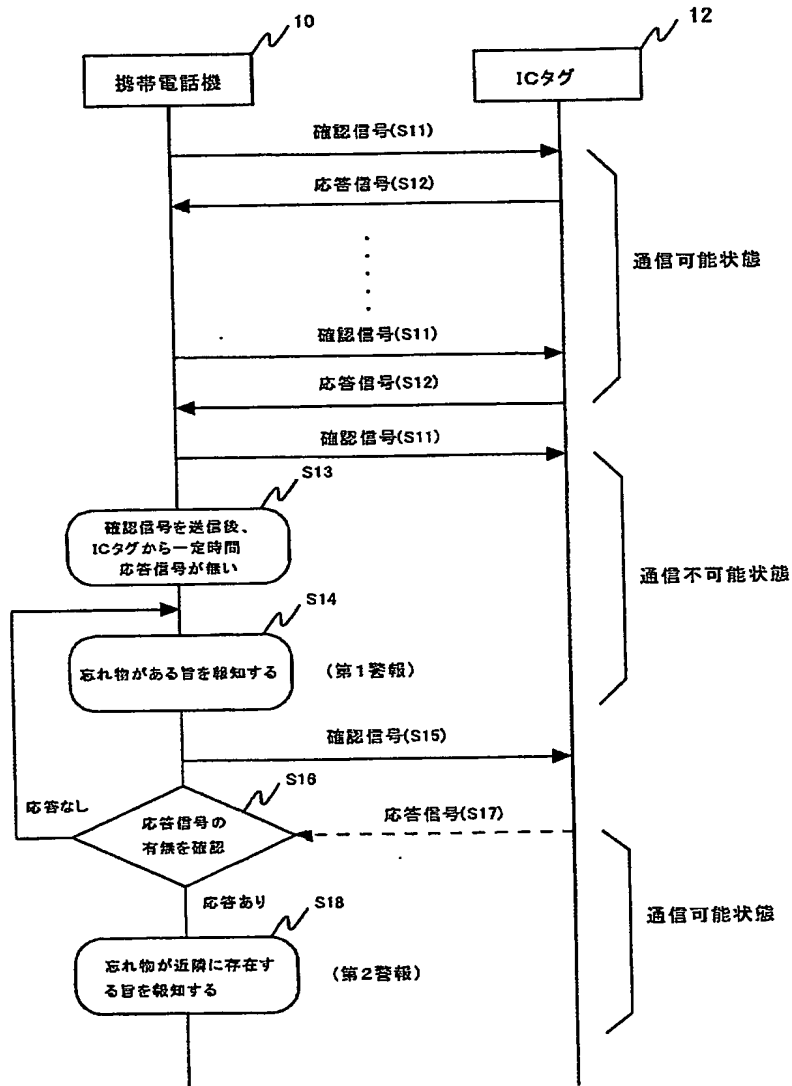 10
12
携帯電話機
ICタグ
確認信号(S11)
応答信号(S12)
通信可能状態
確認信号(S11)
応答信号(S12)
確認信号(S11)
S13
確認信号を送信後、
ICタグから一定時間
応答信号が無い
通信不可能状態
S14
忘れ物がある旨を報知する
(第1警報)
確認信号(S15)
S16
応答なし
応答信号の
有無を確認
応答信号(S17)
応答あり
S18
通信可能状態
忘れ物が近隣に存在す
る旨を報知する
(第2警報)